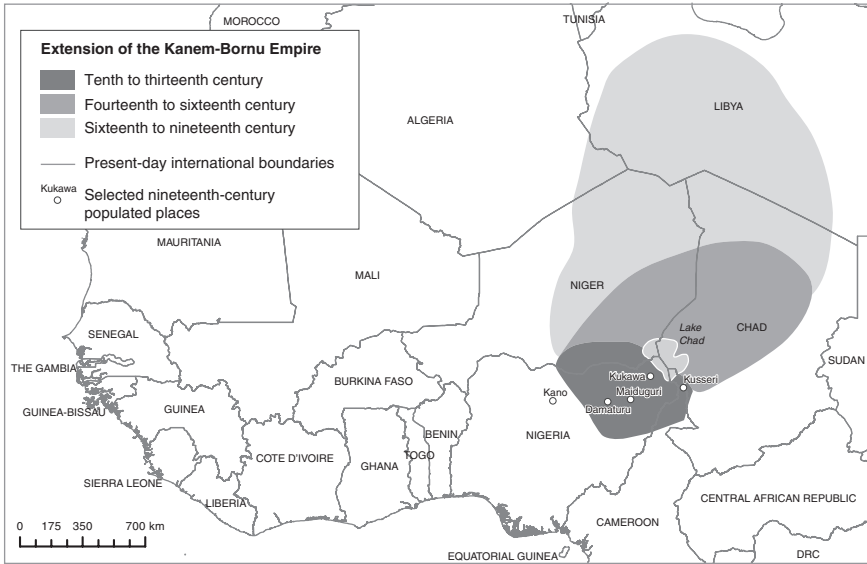 MOROCCO
TUNISIA
Extension of the Kanem-Bornu Empire
Tenth to thirteenth century
Fourteenth to sixteenth century
Sixteenth to nineteenth century
Present-day international boundaries
Kukawa
Selected nineteenth-century
populated places
LIBYA
ALGERIA
MAURITANIA
MALI
NIGER
Lake
Chad
CHAD
SENEGAL
THE GAMBIA
SUDAN
BURKINA FASO
Kukawa
Kusseri
GUINEA-BISSAU
GUINEA
Kano
Maiduguri
Damaturu
BENIN
NIGERIA
TOGO
COTE D'IVOIRE
GHANA
SIERRA LEONE
LIBERIA
CENTRAL AFRICAN REPUBLIC
CAMEROON
0 175 350 700 km
EQUATORIAL GUINEA
DRC